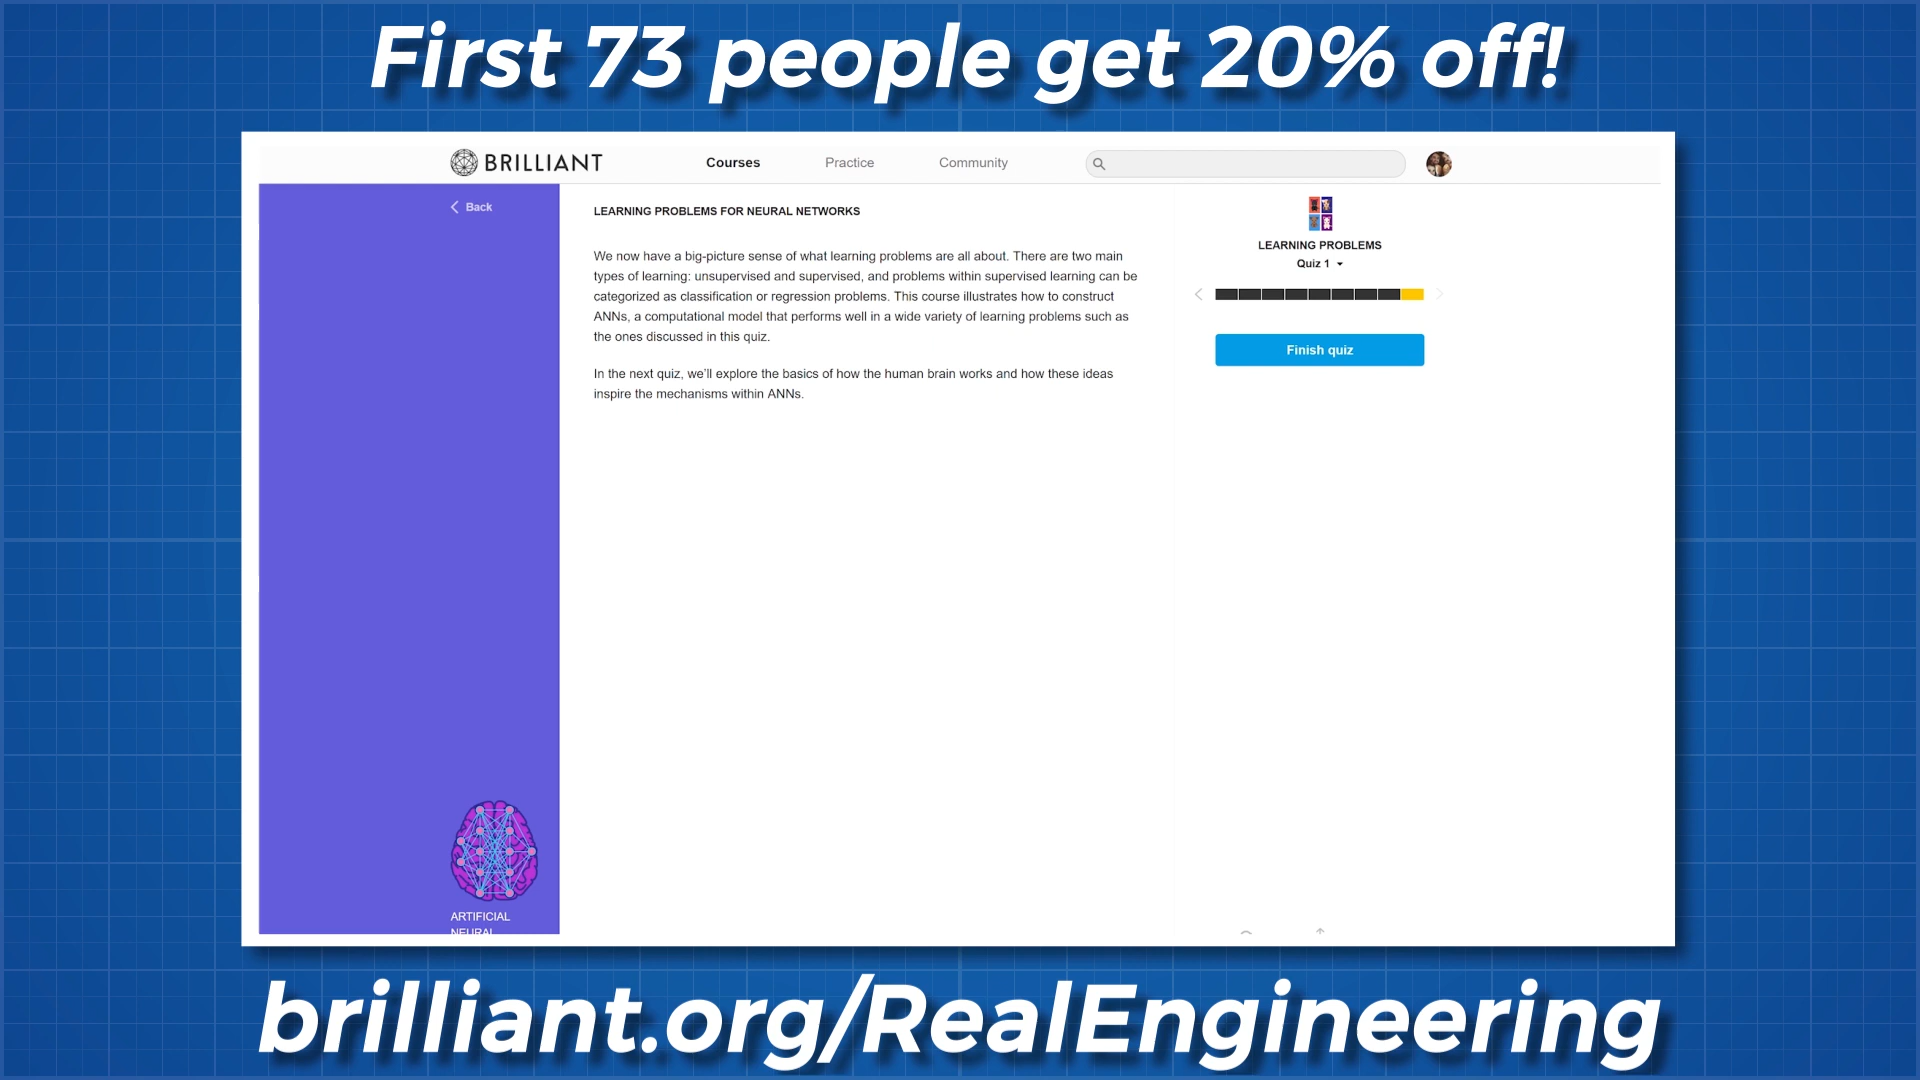 First 73 people get 20% off!
BRILLIANT
Courses
Practice
Community
Back
LEARNING PROBLEMS FOR NEURAL NETWORKS
We now have a big-picture sense of what learning problems are all about. There are two main
types of learning: unsupervised and supervised, and problems within supervised learning can be
categorized as classification or regression problems. This course illustrates how to construct
ANNs, a computational model that performs well in a wide variety of learning problems such as
the ones discussed in this quiz.
In the next quiz, we'll explore the basics of how the human brain works and how these ideas
inspire the mechanisms within ANNs.
LEARNING PROBLEMS
Quiz 1
Finish quiz
ARTIFICIAL
NEURAL
brilliant.org/RealEngineering